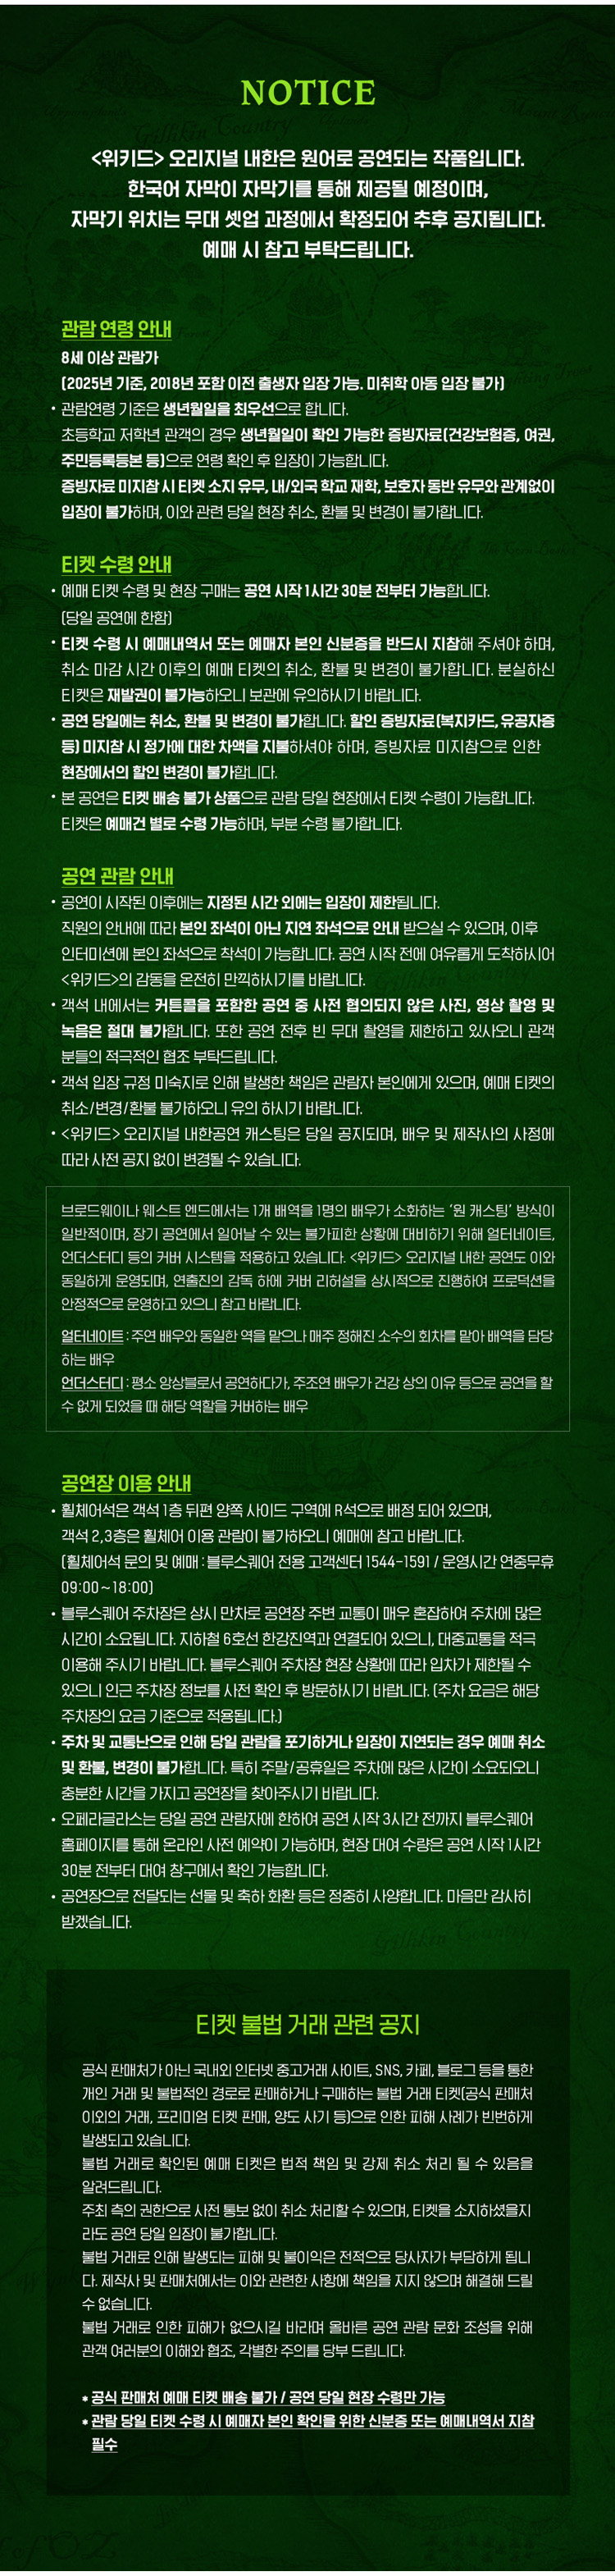 NOTICE
<위키드> 오리지널 내한은 원어로 공연되는 작품입니다.
한국어 자막이 자막기를 통해 제공될 예정이며,
자막기 위치는 무대 셋업 과정에서 확정되어 추후 공지됩니다.
예매 시 참고 부탁드립니다.
관람 연령 안내
8세 이상 관람가
(2025년 기준, 2018년 포함 이전 출생자 입장 가능. 미취학 아동 입장 불가)
• 관람연령 기준은 생년월일을 최우선으로 합니다.
초등학교 저학년 관객의 경우 생년월일이 확인 가능한 증빙자료(건강보험증, 여권,
주민등록등본 등)으로 연령 확인 후 입장이 가능합니다.
증빙자료 미지참 시 티켓 소지 유무, 내/외국 학교 재학, 보호자 동반 유무와 관계없이
입장이 불가하며, 이와 관련 당일 현장 취소, 환불 및 변경이 불가합니다.
티켓 수령 안내
• 예매 티켓 수령 및 현장 구매는 공연 시작 1시간 30분 전부터 가능합니다.
(당일 공연에 한함)
• 티켓 수령 시 예매내역서 또는 예매자 본인 신분증을 반드시 지참해 주셔야 하며,
취소 마감 시간 이후의 예매 티켓의 취소, 환불 및 변경이 불가합니다. 분실하신
티켓은 재발권이 불가능하오니 보관에 유의하시기 바랍니다.
• 공연 당일에는 취소, 환불 및 변경이 불가합니다. 할인 증빙자료(복지카드, 유공자증
등) 미지참 시 정가에 대한 차액을 지불하셔야 하며, 증빙자료 미지참으로 인한
현장에서의 할인 변경이 불가합니다.
• 본 공연은 티켓 배송 불가 상품으로 관람 당일 현장에서 티켓 수령이 가능합니다.
티켓은 예매건 별로 수령 가능하며, 부분 수령 불가합니다.
공연 관람 안내
• 공연이 시작된 이후에는 지정된 시간 외에는 입장이 제한됩니다.
직원의 안내에 따라 본인 좌석이 아닌 지연 좌석으로 안내 받으실 수 있으며, 이후
인터미션에 본인 좌석으로 착석이 가능합니다. 공연 시작 전에 여유롭게 도착하시어
<위키드>의 감동을 온전히 만끽하시기를 바랍니다.
• 객석 내에서는 커튼콜을 포함한 공연 중 사전 협의되지 않은 사진, 영상 촬영 및
녹음은 절대 불가합니다. 또한 공연 전후 빈 무대 촬영을 제한하고 있사오니 관객
분들의 적극적인 협조 부탁드립니다.
• 객석 입장 규정 미숙지로 인해 발생한 책임은 관람자 본인에게 있으며, 예매 티켓의
취소/변경/환불 불가하오니 유의 하시기 바랍니다.
• <위키드> 오리지널 내한공연 캐스팅은 당일 공지되며, 배우 및 제작사의 사정에
따라 사전 공지 없이 변경될 수 있습니다.
브로드웨이나 웨스트 엔드에서는 1개 배역을 1명의 배우가 소화하는 '원 캐스팅' 방식이
일반적이며, 장기 공연에서 일어날 수 있는 불가피한 상황에 대비하기 위해 얼터네이트,
언더스터디 등의 커버 시스템을 적용하고 있습니다. <위키드> 오리지널 내한 공연도 이와
동일하게 운영되며, 연출진의 감독 하에 커버 리허설을 상시적으로 진행하여 프로덕션을
안정적으로 운영하고 있으니 참고 바랍니다.
얼터네이트 : 주연 배우와 동일한 역을 맡으나 매주 정해진 소수의 회차를 맡아 배역을 담당
하는 배우
언더스터디 : 평소 앙상블로서 공연하다가, 주조연 배우가 건강 상의 이유 등으로 공연을 할
수 없게 되었을 때 해당 역할을 커버하는 배우
공연장 이용 안내
• 휠체어석은 객석 1층 뒤편 양쪽 사이드 구역에 R석으로 배정 되어 있으며,
객석 2,3층은 휠체어 이용 관람이 불가하오니 예매에 참고 바랍니다.
(휠체어석 문의 및 예매 : 블루스퀘어 전용 고객센터 1544-1591 / 운영시간 연중무휴
09:00~18:00)
• 블루스퀘어 주차장은 상시 만차로 공연장 주변 교통이 매우 혼잡하여 주차에 많은
시간이 소요됩니다. 지하철 6호선 한강진역과 연결되어 있으니, 대중교통을 적극
이용해 주시기 바랍니다. 블루스퀘어 주차장 현장 상황에 따라 입차가 제한될 수
있으니 인근 주차장 정보를 사전 확인 후 방문하시기 바랍니다. (주차 요금은 해당
주차장의 요금 기준으로 적용됩니다.)
• 주차 및 교통난으로 인해 당일 관람을 포기하거나 입장이 지연되는 경우 예매 취소
및 환불, 변경이 불가합니다. 특히 주말/공휴일은 주차에 많은 시간이 소요되오니
충분한 시간을 가지고 공연장을 찾아주시기 바랍니다.
• 오페라글라스는 당일 공연 관람자에 한하여 공연 시작 3시간 전까지 블루스퀘어
홈페이지를 통해 온라인 사전 예약이 가능하며, 현장 대여 수량은 공연 시작 1시간
30분 전부터 대여 창구에서 확인 가능합니다.
• 공연장으로 전달되는 선물 및 축하 화환 등은 정중히 사양합니다. 마음만 감사히
받겠습니다.
티켓 불법 거래 관련 공지
공식 판매처가 아닌 국내외 인터넷 중고거래 사이트, SNS, 카페, 블로그 등을 통한
개인 거래 및 불법적인 경로로 판매하거나 구매하는 불법 거래 티켓(공식 판매처
이외의 거래, 프리미엄 티켓 판매, 양도 사기 등)으로 인한 피해 사례가 빈번하게
발생되고 있습니다.
불법 거래로 확인된 예매 티켓은 법적 책임 및 강제 취소 처리 될 수 있음을
알려드립니다.
주최 측의 권한으로 사전 통보 없이 취소 처리할 수 있으며, 티켓을 소지하셨을지
라도 공연 당일 입장이 불가합니다.
불법 거래로 인해 발생되는 피해 및 불이익은 전적으로 당사자가 부담하게 됩니
다. 제작사 및 판매처에서는 이와 관련한 사항에 책임을 지지 않으며 해결해 드릴
수 없습니다.
불법 거래로 인한 피해가 없으시길 바라며 올바른 공연 관람 문화 조성을 위해
관객 여러분의 이해와 협조, 각별한 주의를 당부 드립니다.
* 공식 판매처 예매 티켓 배송 불가 / 공연 당일 현장 수령만 가능
* 관람 당일 티켓 수령 시 예매자 본인 확인을 위한 신분증 또는 예매내역서 지참
필수
Gillikin Country
Gillikin Country
of OZ